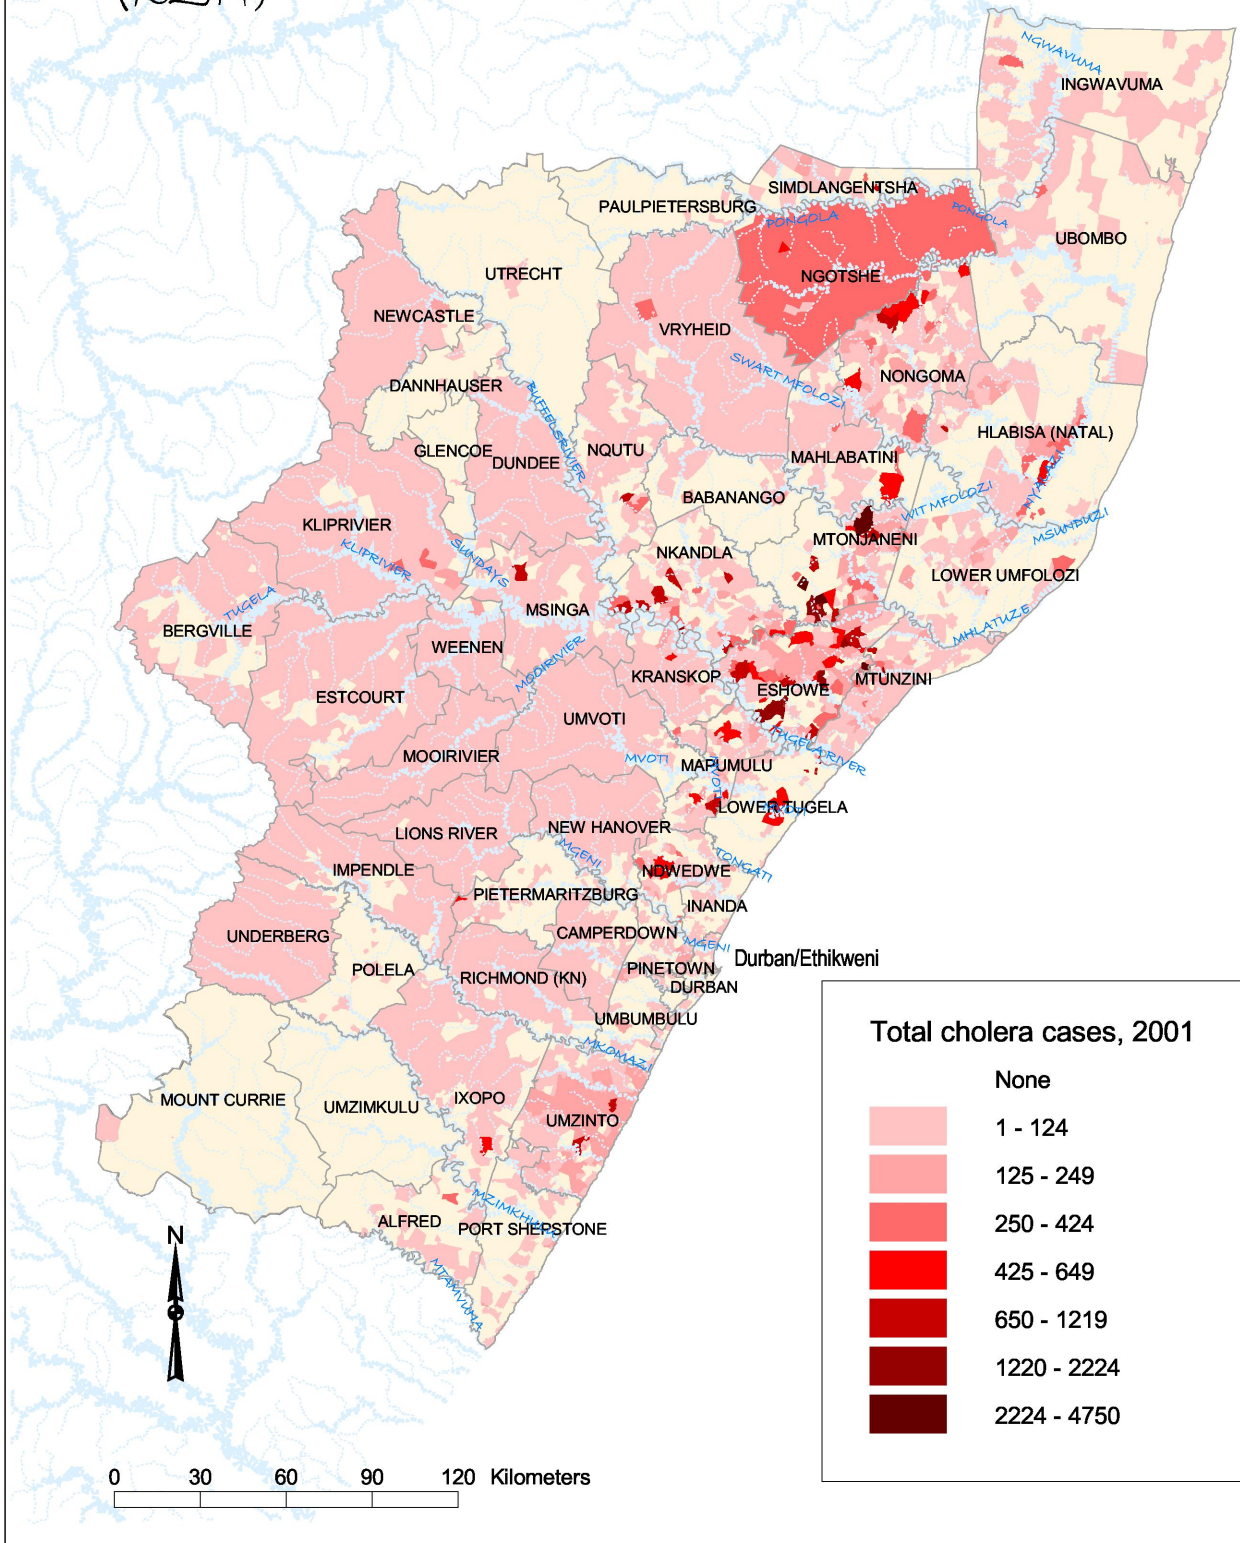 NGWAVUMA
INGWAVUMA
SIMDLANGENTSHA
PAULPIETERSBURG
PONGOLA
PONGOLA
UBOMBO
UTRECHT
NGOTSHE
NEWCASTLE
VRYHEID
SWART MFOLOZI
NONGOMA
DANNHAUSER
BUFFELSRIVIER
HLABISA (NATAL)
GLENCOE
DUNDEE
NQUTU
MAHLABATINI
NYALAZI
BABANANGO
WIT MFOLOZI
KLIPRIVIER
MSUNDUZI
MTONJANENI
KLIPRIVIER
SUNDAYS
NKANDLA
LOWER UMFOLOZI
TUGELA
MSINGA
MHLATUZE
BERGVILLE
WEENEN
MOOIRIVIER
KRANSKOP
MTUNZINI
ESTCOURT
ESHOWE
UMVOTI
TUGELA RIVER
MOOIRIVIER
MVOTI
MAPUMULU
MVOTI
LOWER TUGELA
MVOTI
LIONS RIVER
NEW HANOVER
MGENI
TONGATI
IMPENDLE
NDWEDWE
PIETERMARITZBURG
INANDA
UNDERBERG
CAMPERDOWN
MGENI
Durban/Ethikweni
POLELA
RICHMOND (KN)
PINETOWN
DURBAN
UMBUMBULU
MKOMAZI
MOUNT CURRIE
UMZIMKULU
IXOPO
UMZINTO
MZIMKHULU
ALFRED
PORT SHEPSTONE
MTAMVUMA
N
0 30 60 90 120 Kilometers
Total cholera cases, 2001
None
1 - 124
125 - 249
250 - 424
425 - 649
650 - 1219
1220 - 2224
2224 - 4750